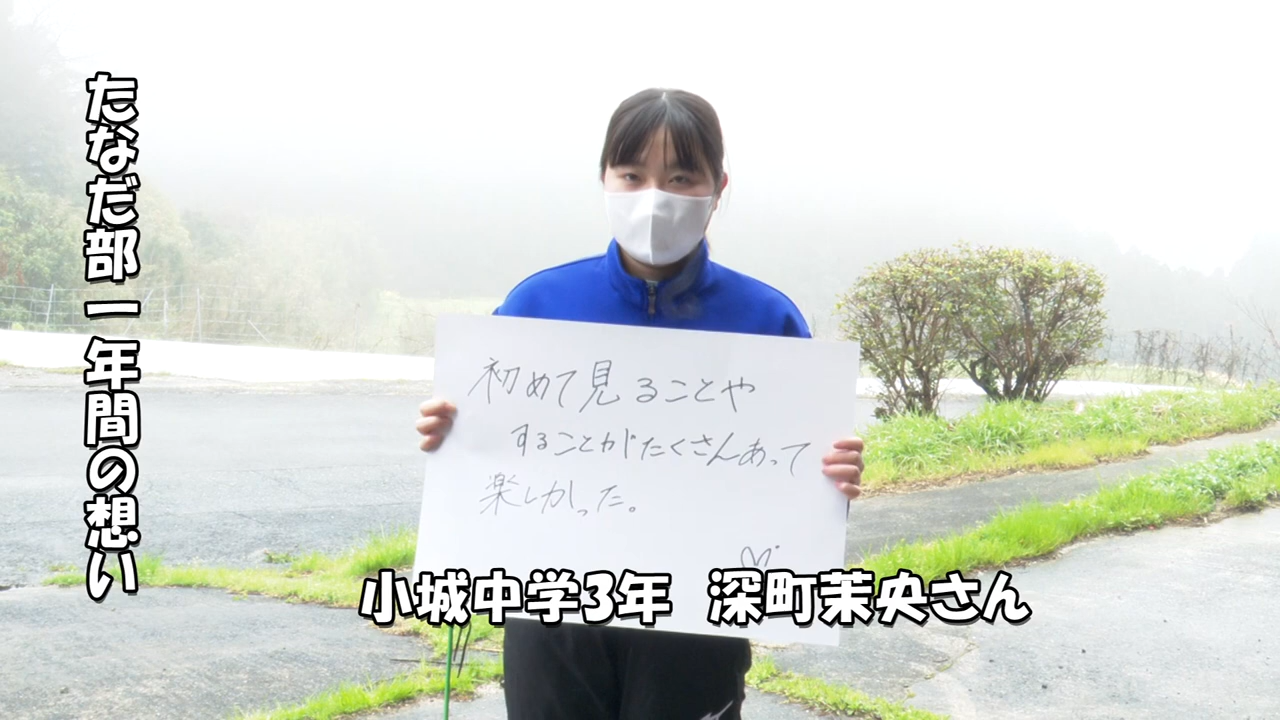 たなだ部一年間の想い
初めて見ることや
することがたくさんあって
楽しかった。
小城中学3年　深町茉央さん